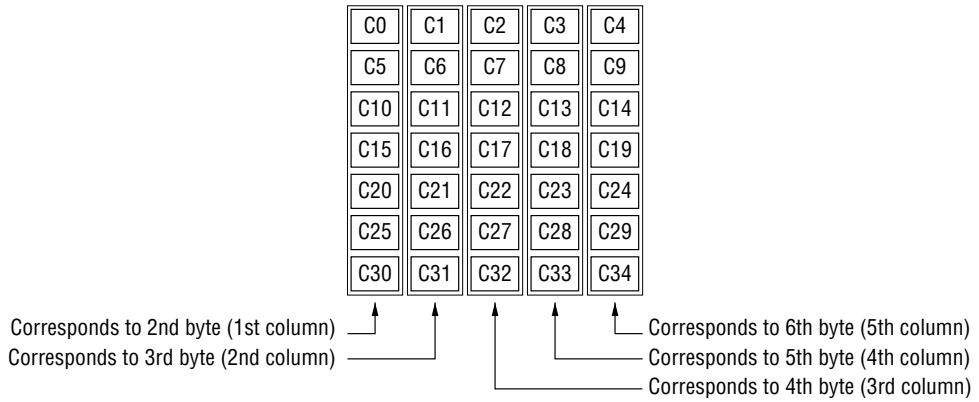 C0 C1 C2 C3 C4
C5 C6 C7 C8 C9
C10 C11 C12 C13 C14
C15 C16 C17 C18 C19
C20 C21 C22 C23 C24
C25 C26 C27 C28 C29
C30 C31 C32 C33 C34
Corresponds to 2nd byte (1st column)
Corresponds to 3rd byte (2nd column)
Corresponds to 6th byte (5th column)
Corresponds to 5th byte (4th column)
Corresponds to 4th byte (3rd column)